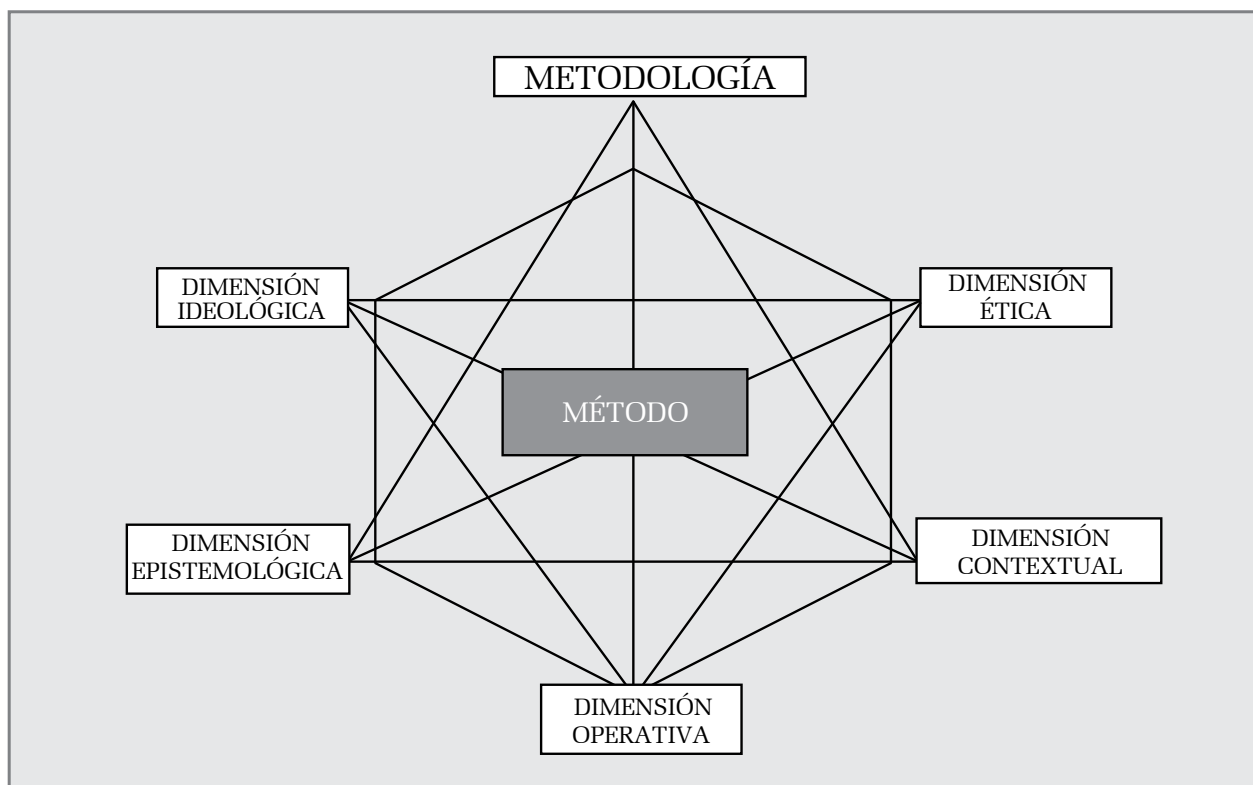 METODOLOGÍA
DIMENSIÓN
IDEOLÓGICA
DIMENSIÓN
ÉTICA
MÉTODO
DIMENSIÓN
EPISTEMOLÓGICA
DIMENSIÓN
CONTEXTUAL
DIMENSIÓN
OPERATIVA